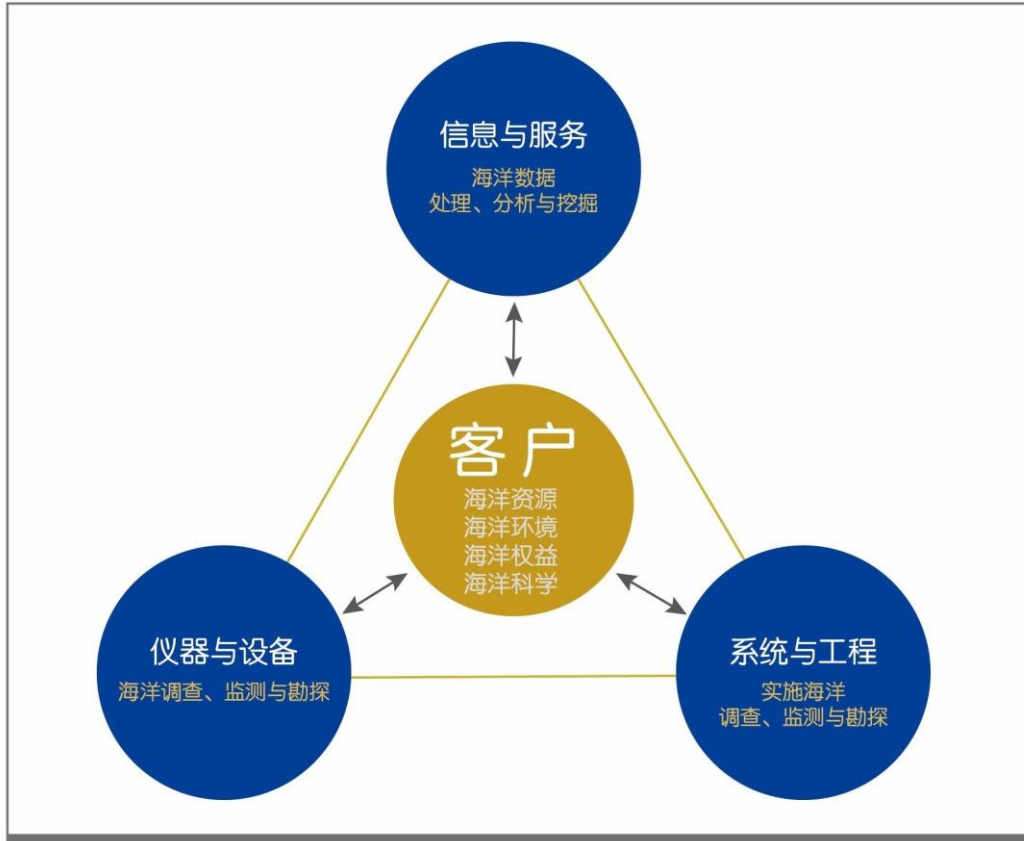 信息与服务
海洋数据
处理、分析与挖掘
客户
海洋资源
海洋环境
海洋权益
海洋科学
仪器与设备
海洋调查、监测与勘探
系统与工程
实施海洋
调查、监测与勘探